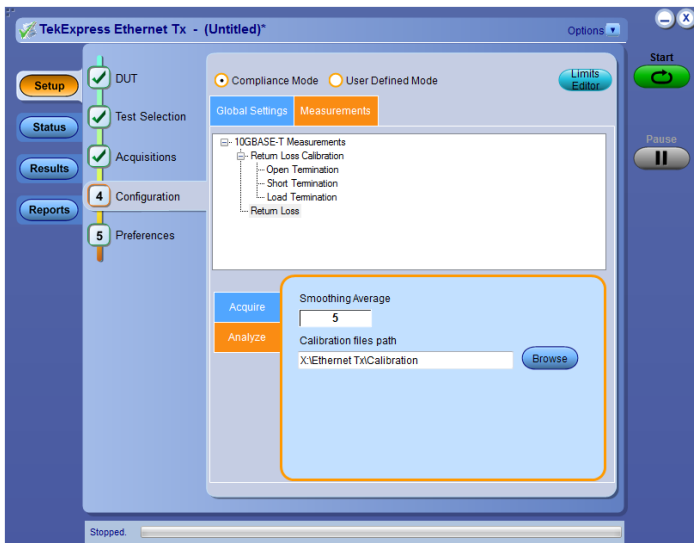 TekExpress Ethernet Tx - (Untitled)*
Options
Start
Setup
DUT
Compliance Mode
User Defined Mode
Limits
Editor
Status
Test Selection
Global Settings
Measurements
Pause
Results
Acquisitions
10GBASE-T Measurements
Return Loss Calibration
Open Termination
Short Termination
Load Termination
Return Loss
4
Configuration
Reports
5
Preferences
Acquire
Smoothing Average
5
Analyze
Calibration files path
X:\Ethernet Tx\Calibration
Browse
Stopped.